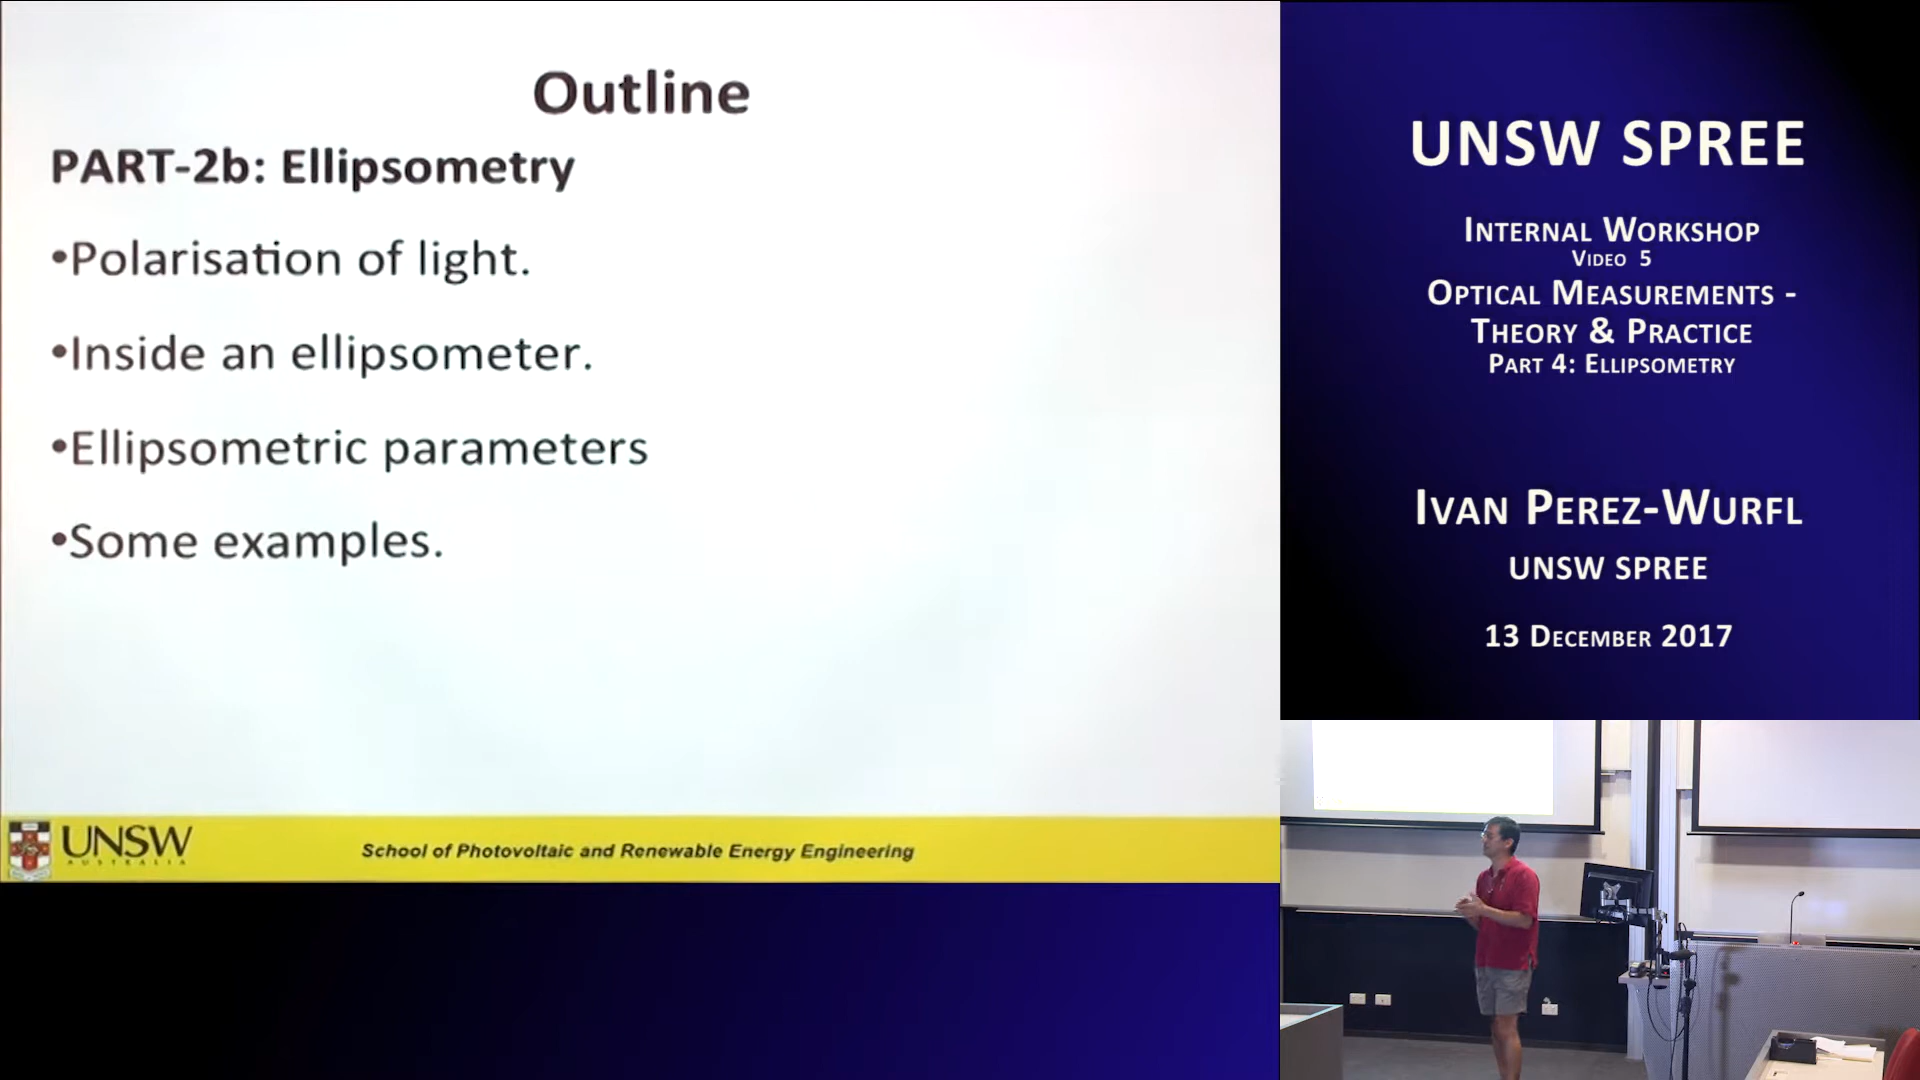 Outline
PART-2b: Ellipsometry
•Polarisation of light.
•Inside an ellipsometer.
•Ellipsometric parameters
•Some examples.
UNSW
AUSTRALIA
School of Photovoltaic and Renewable Energy Engineering
UNSW SPREE
Internal Workshop
Video 5
Optical Measurements -
Theory & Practice
Part 4: Ellipsometry
Ivan Perez-Wurfl
UNSW SPREE
13 December 2017